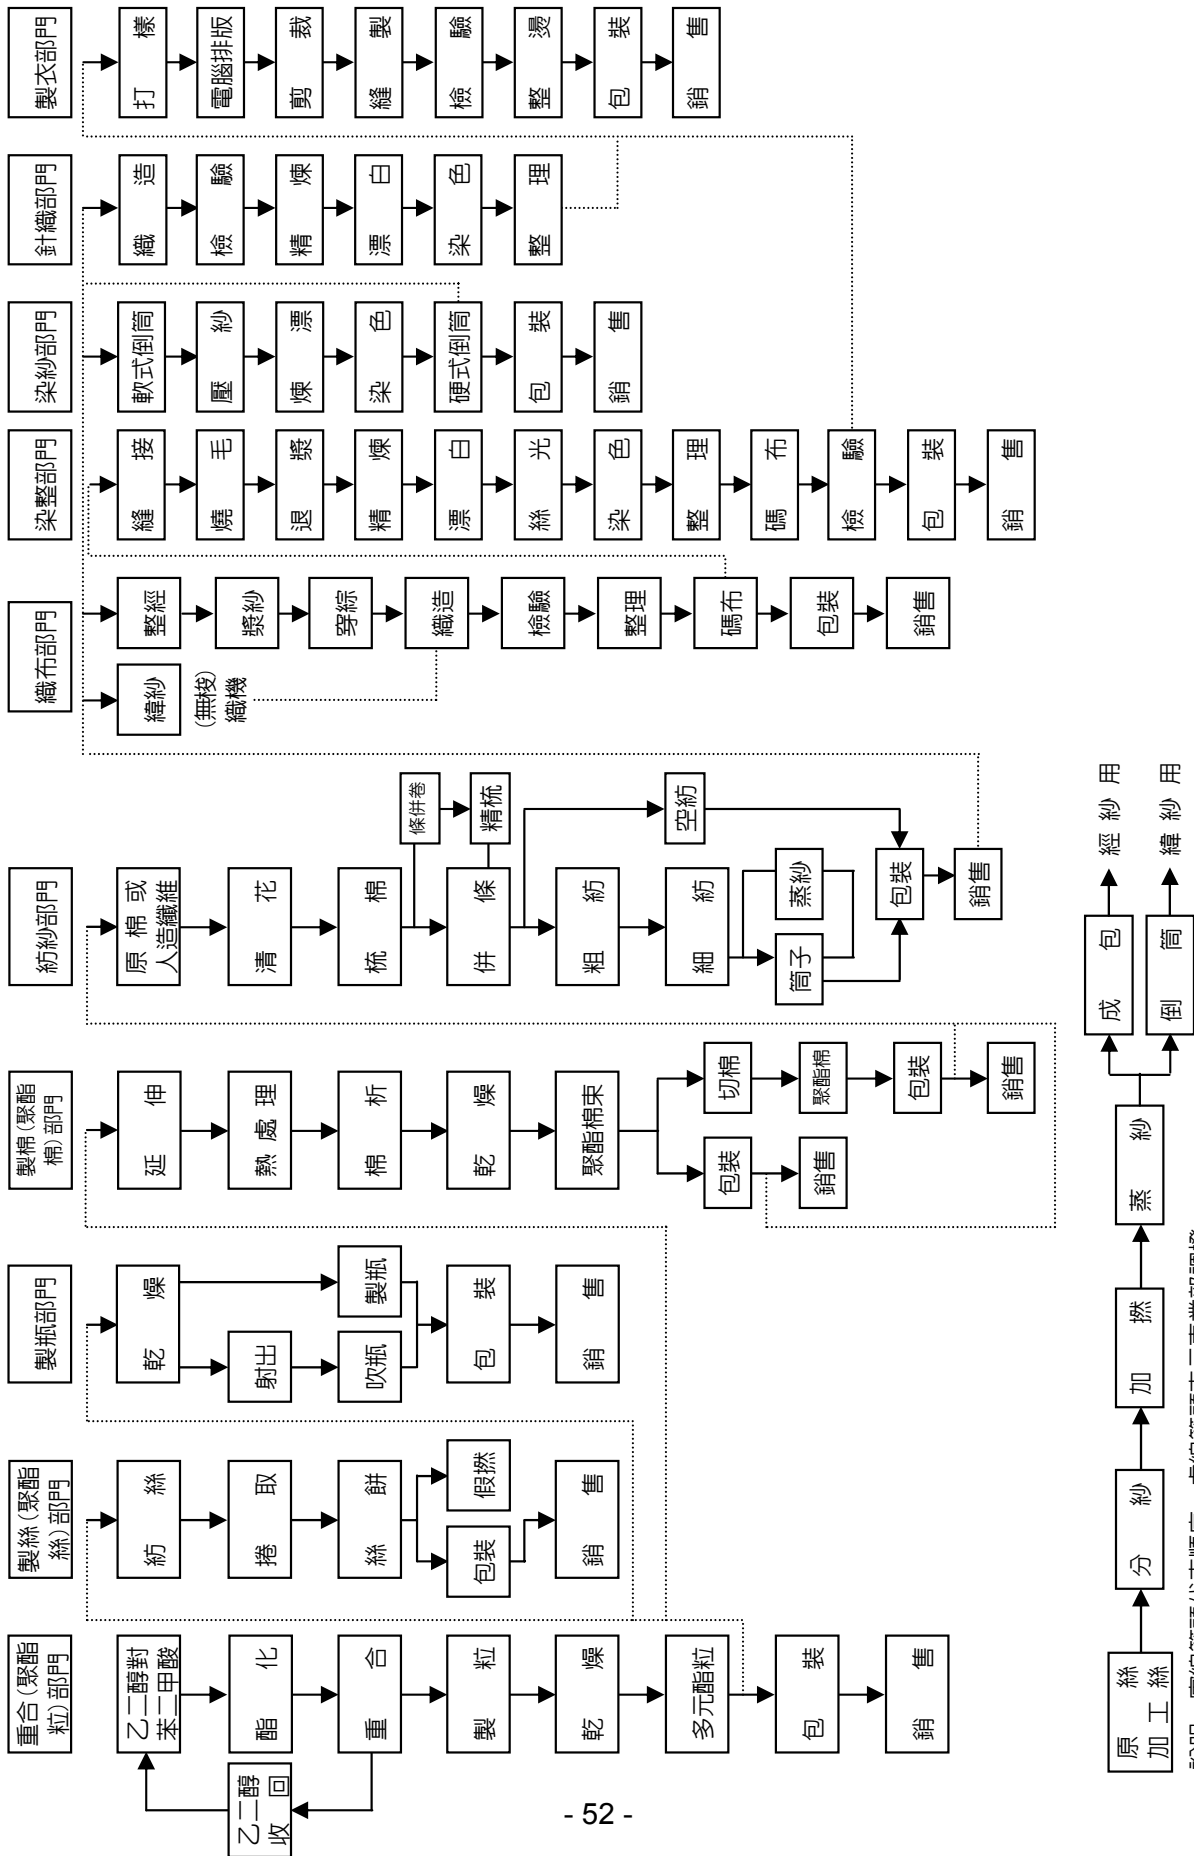 重合(聚酯
粒)部門
乙二醇對
苯二甲酸
酯化
重合
製粒
乾燥
多元酯粒
包裝
銷售
乙二醇
回收
製絲(聚酯
絲)部門
紡絲
捲取
絲餅
包裝
假撚
銷售
製瓶部門
乾燥
射出
吹瓶
製瓶
包裝
銷售
製棉(聚酯
棉)部門
延伸
熱處理
棉析
乾燥
聚酯棉束
包裝
銷售
切棉
聚酯棉
包裝
銷售
紡紗部門
原棉或
人造纖維
清花
梳棉
條併卷
精梳
併條
粗紡
細紡
筒子
蒸紗
空紡
包裝
銷售
織布部門
緯紗
(無梭)
織機
整經
漿紗
穿綜
織造
檢驗
整理
碼布
包裝
銷售
染整部門
縫接
燒毛
退漿
精煉
漂白
絲光
染色
整理
碼布
檢驗
包裝
銷售
染紗部門
軟式倒筒
壓紗
煉漂
染色
硬式倒筒
包裝
銷售
針織部門
織造
檢驗
精煉
漂白
染色
整理
製衣部門
打樣
電腦排版
剪裁
縫製
檢驗
整燙
包裝
銷售
原絲
加工絲
分紗
加撚
蒸紗
成包
經紗用
倒筒
緯紗用
- 52 -